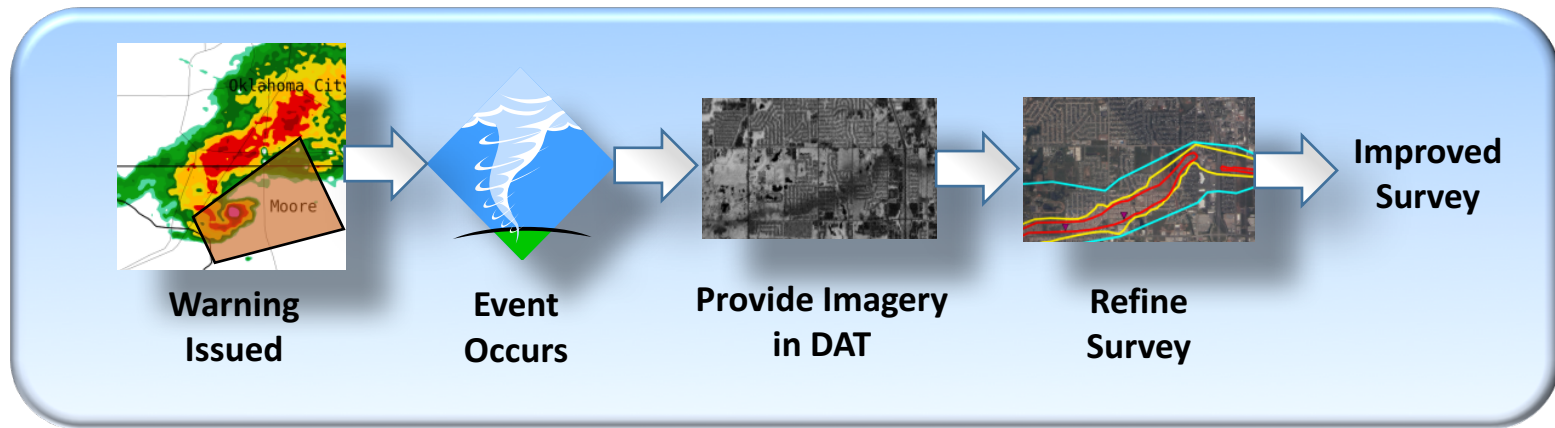 Oklahoma City
Moore
Warning
Issued
Event
Occurs
Provide Imagery
in DAT
Refine
Survey
Improved
Survey